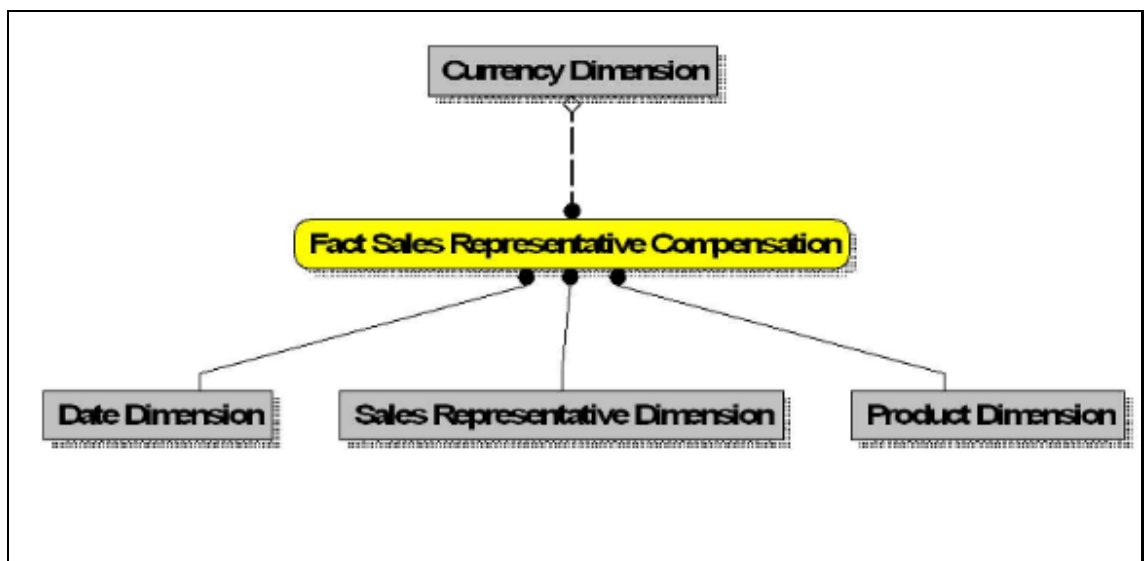 Currency Dimension
Fact Sales Representative Compensation
Date Dimension
Sales Representative Dimension
Product Dimension